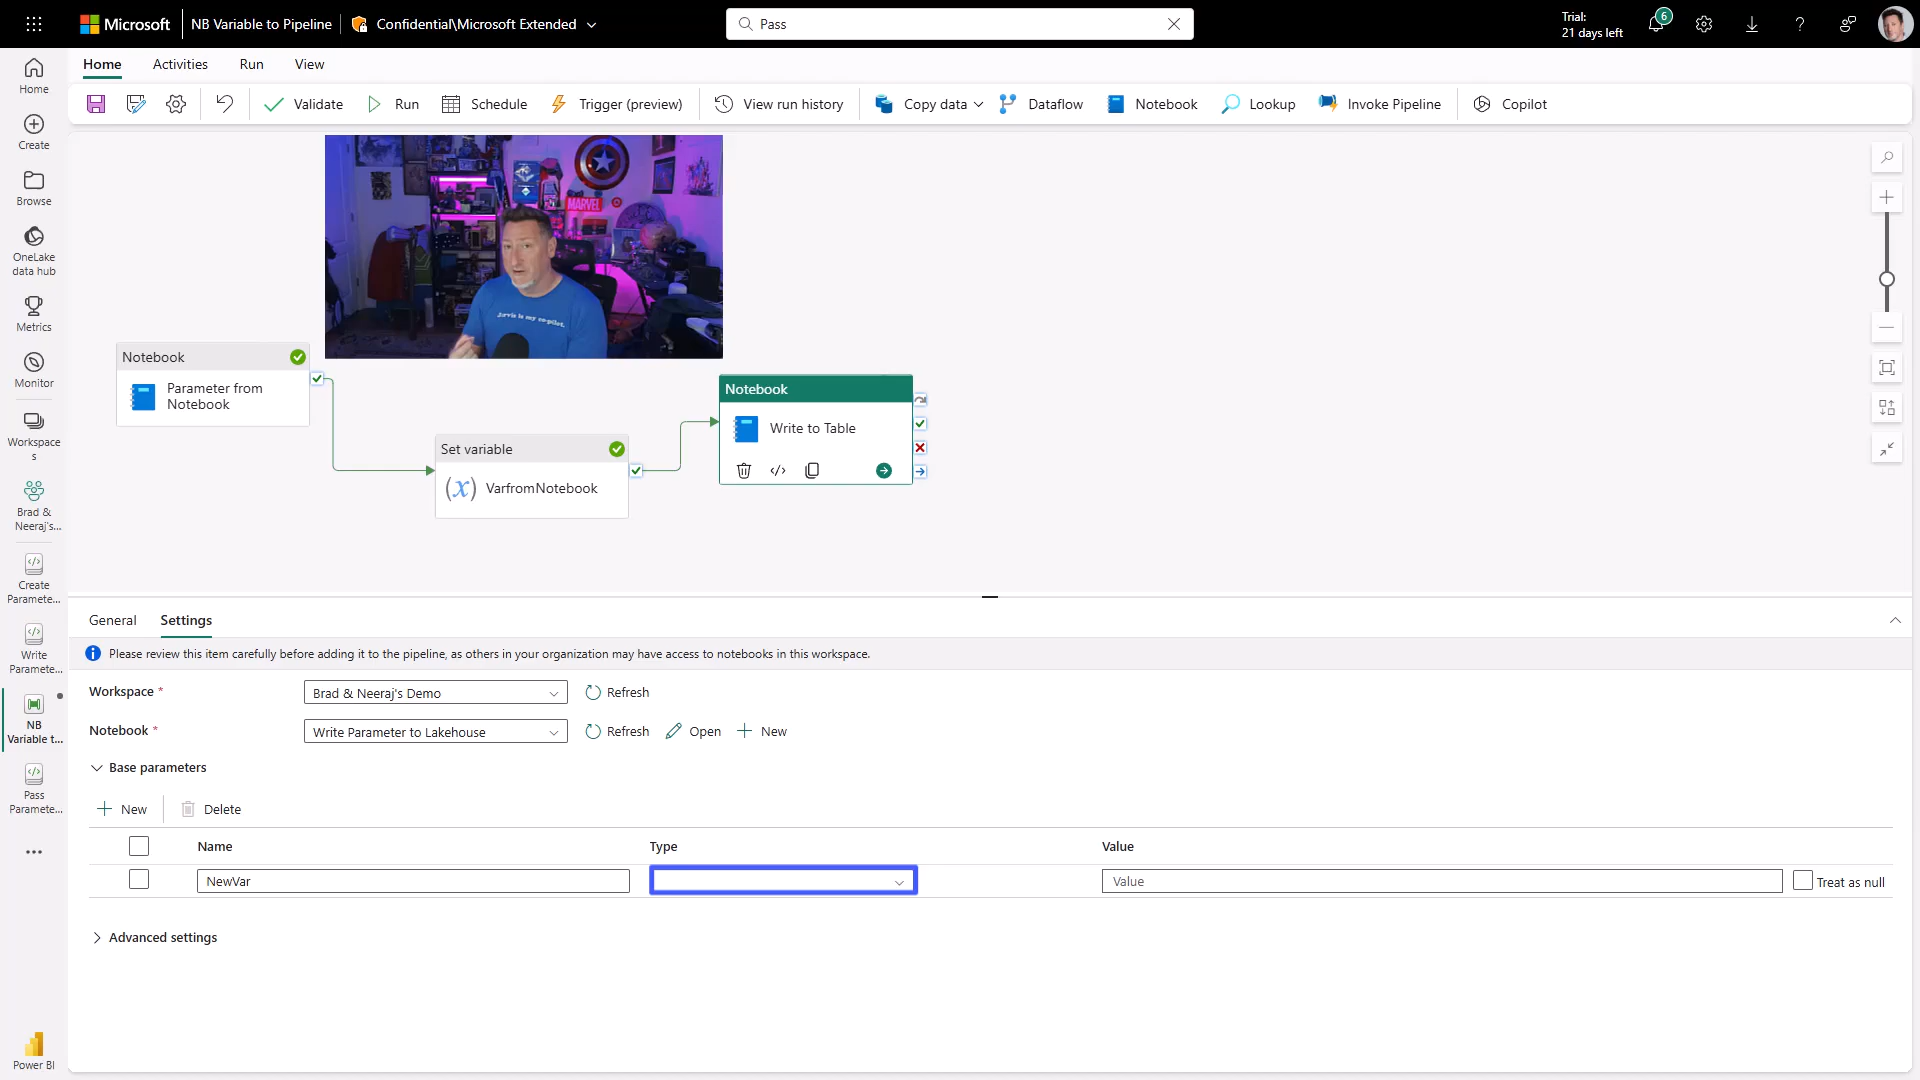 Microsoft
NB Variable to Pipeline
Confidential\Microsoft Extended
Pass
Trial:
21 days left
6
Home
Activities
Run
View
Validate
Run
Schedule
Trigger (preview)
View run history
Copy data
Dataflow
Notebook
Lookup
Invoke Pipeline
Copilot
Home
Create
Browse
OneLake
data hub
Metrics
Monitor
Workspace
s
Brad &
Neeraj's...
Create
Paramete...
Write
Paramete...
NB
Variable t...
Pass
Paramete...
Power BI
MARVEL
Jarvis is my co-pilot.
Notebook
Parameter from
Notebook
Set variable
(x) VarfromNotebook
Notebook
Write to Table
General
Settings
Please review this item carefully before adding it to the pipeline, as others in your organization may have access to notebooks in this workspace.
Workspace *
Brad & Neeraj's Demo
Refresh
Notebook *
Write Parameter to Lakehouse
Refresh
Open
New
Base parameters
New
Delete
Name
Type
Value
NewVar
Value
Treat as null
Advanced settings